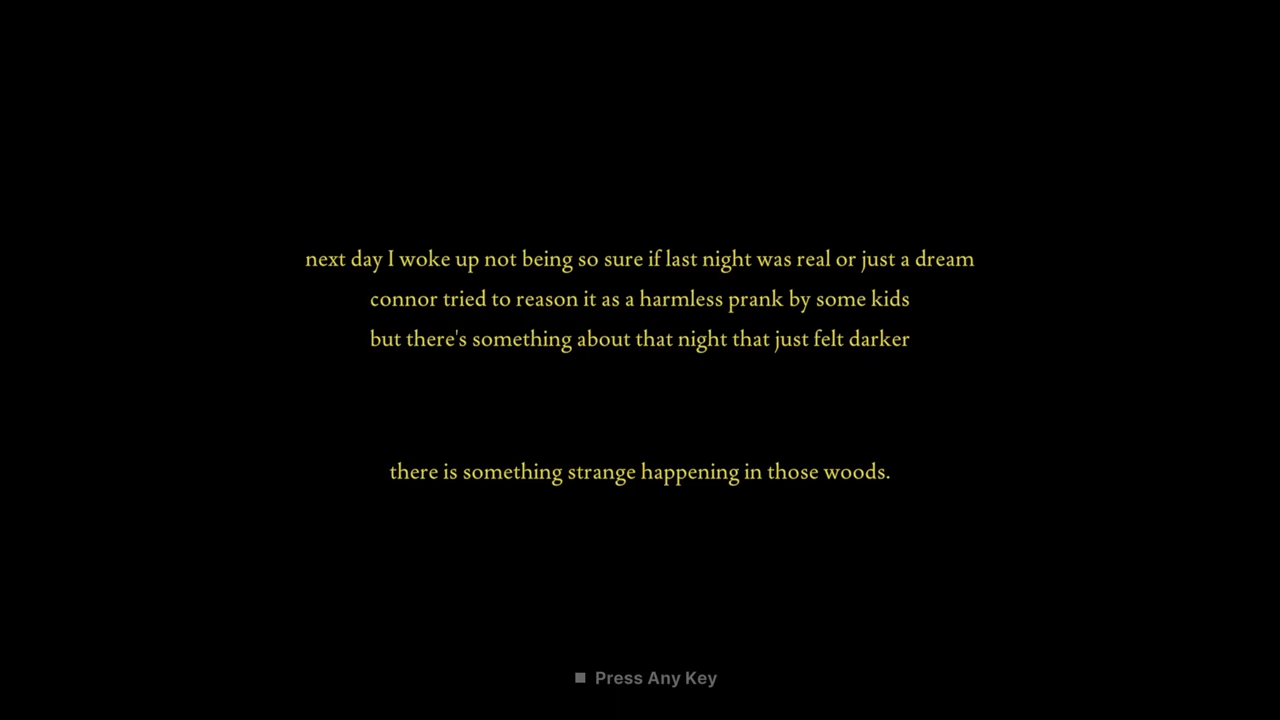 next day I woke up not being so sure if last night was real or just a dream
connor tried to reason it as a harmless prank by some kids
but there's something about that night that just felt darker
there is something strange happening in those woods.
Press Any Key